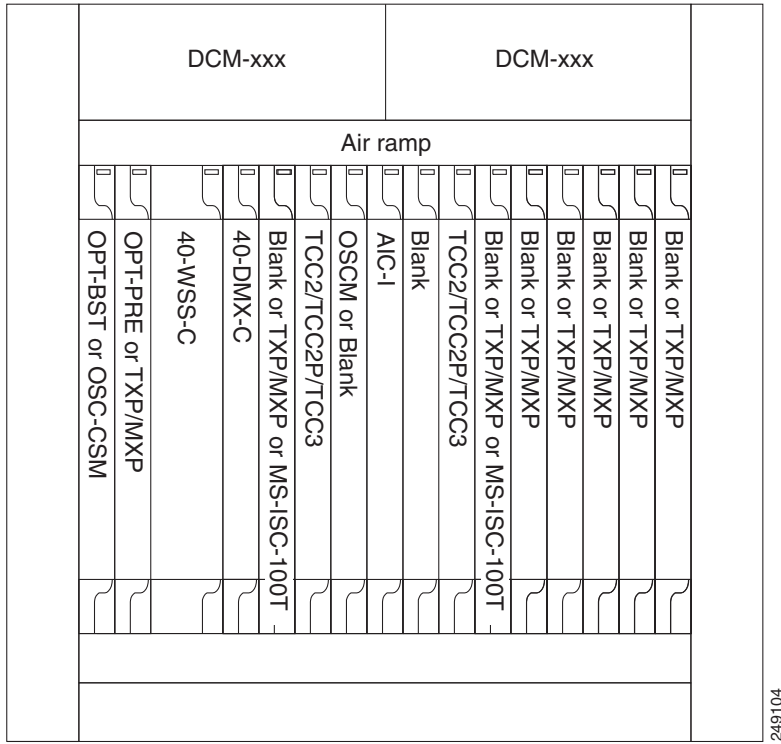 DCM-xxx
DCM-xxx
Air ramp
OPT-BST or OSC-CSM
OPT-PRE or TXP/MXP
40-WSS-C
40-DMX-C
Blank or TXP/MXP or MS-ISC-100T
TCC2/TCC2P/TCC3
OSCM or Blank
AIC-I
Blank
TCC2/TCC2P/TCC3
Blank or TXP/MXP or MS-ISC-100T
Blank or TXP/MXP
Blank or TXP/MXP
Blank or TXP/MXP
Blank or TXP/MXP
Blank or TXP/MXP
249104